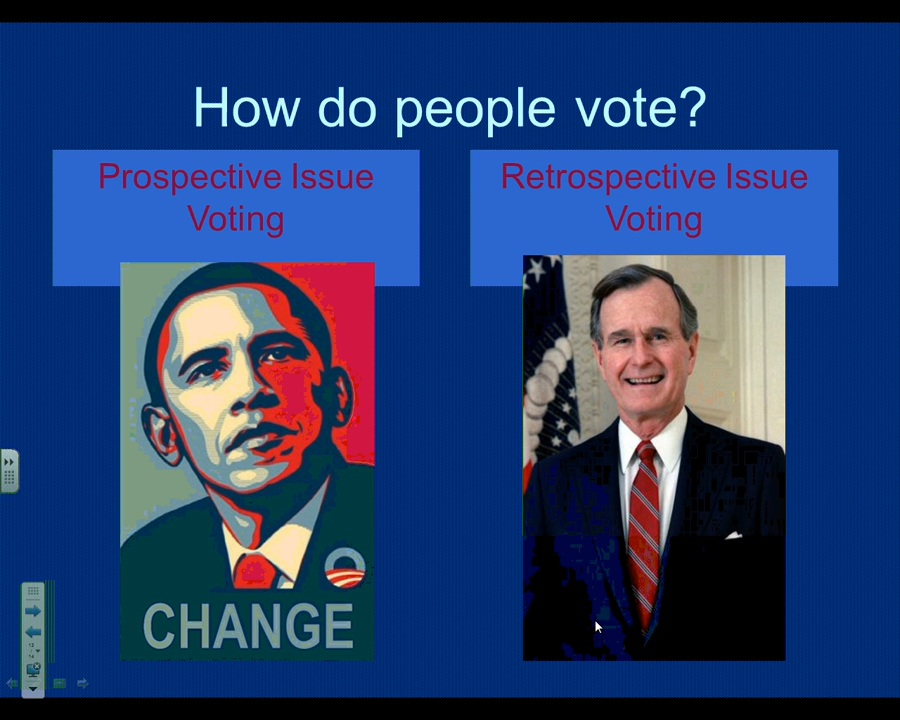 How do people vote?
Prospective Issue
Voting
Retrospective Issue
Voting
CHANGE